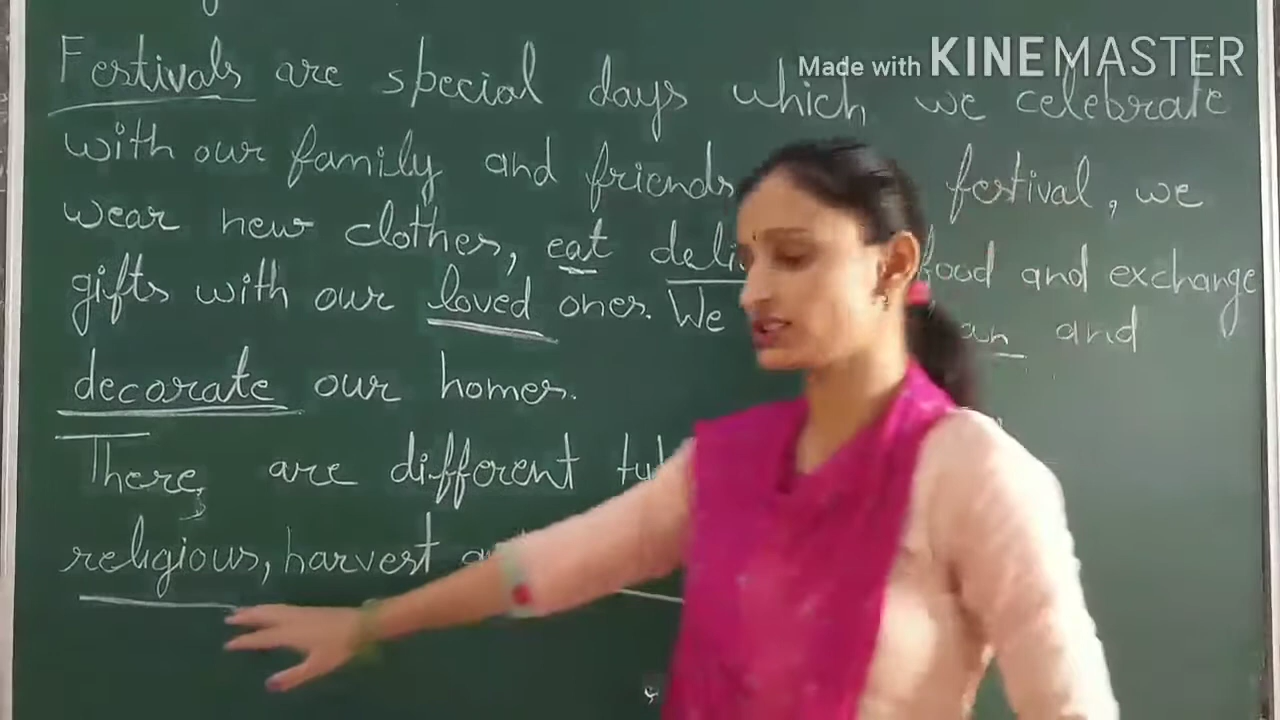 Made with KINEMASTER
Festivals are special days which we celebrate
with our family and friends festival, we
wear new clothes, eat food and exchange
gifts with our loved ones. We and
decorate our homes.
There are different
religious, harvest